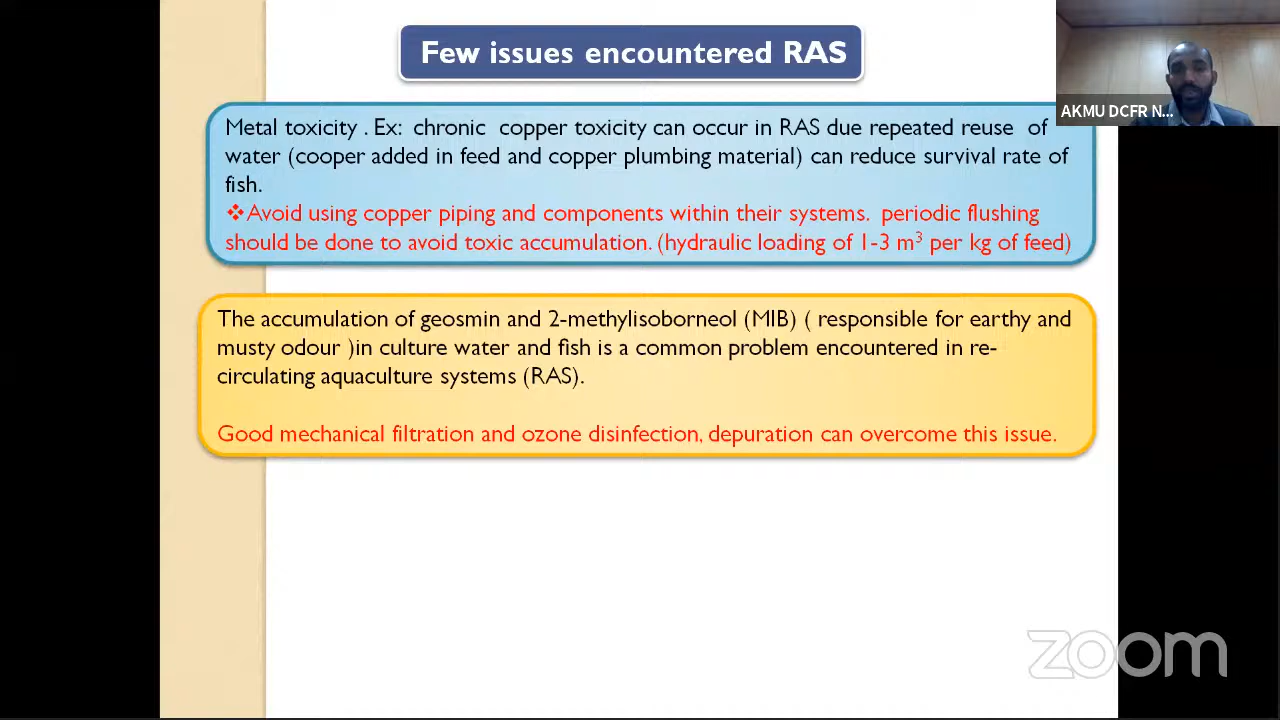 Few issues encountered RAS
AKMU DCFR N...
Metal toxicity . Ex: chronic copper toxicity can occur in RAS due repeated reuse of
water (cooper added in feed and copper plumbing material) can reduce survival rate of
fish.
❖Avoid using copper piping and components within their systems. periodic flushing
should be done to avoid toxic accumulation. (hydraulic loading of 1-3 m³ per kg of feed)
The accumulation of geosmin and 2-methylisoborneol (MIB) ( responsible for earthy and
musty odour )in culture water and fish is a common problem encountered in re-
circulating aquaculture systems (RAS).
Good mechanical filtration and ozone disinfection, depuration can overcome this issue.
zoom